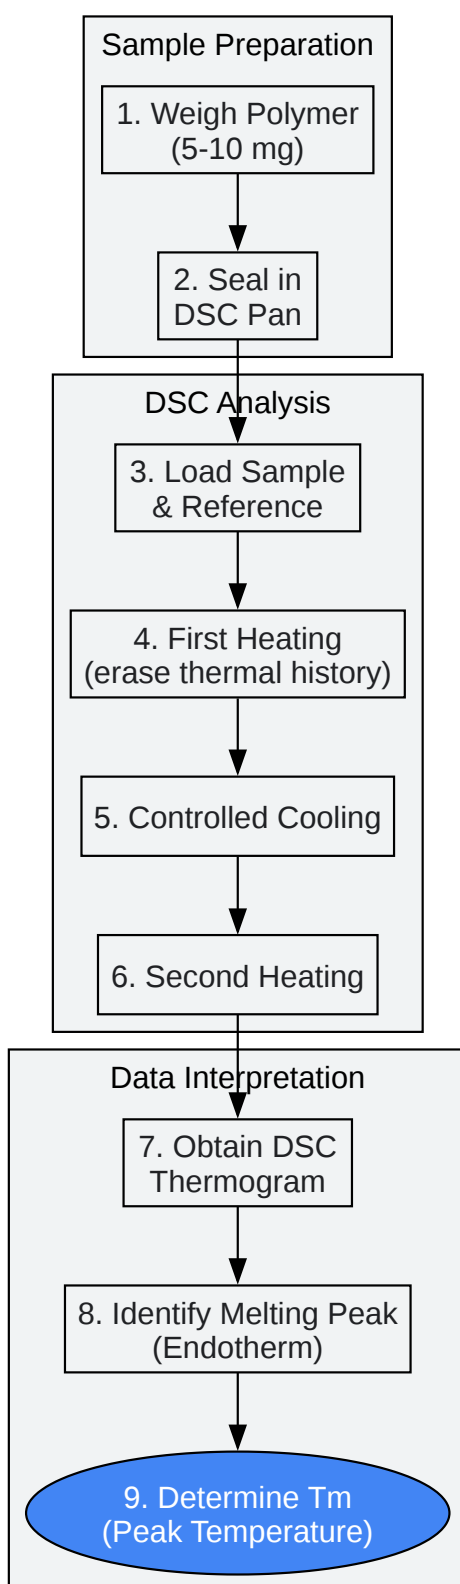 Sample Preparation
1. Weigh Polymer
(5-10 mg)
2. Seal in
DSC Pan
DSC Analysis
3. Load Sample
& Reference
4. First Heating
(erase thermal history)
5. Controlled Cooling
6. Second Heating
Data Interpretation
7. Obtain DSC
Thermogram
8. Identify Melting Peak
(Endotherm)
9. Determine Tm
(Peak Temperature)